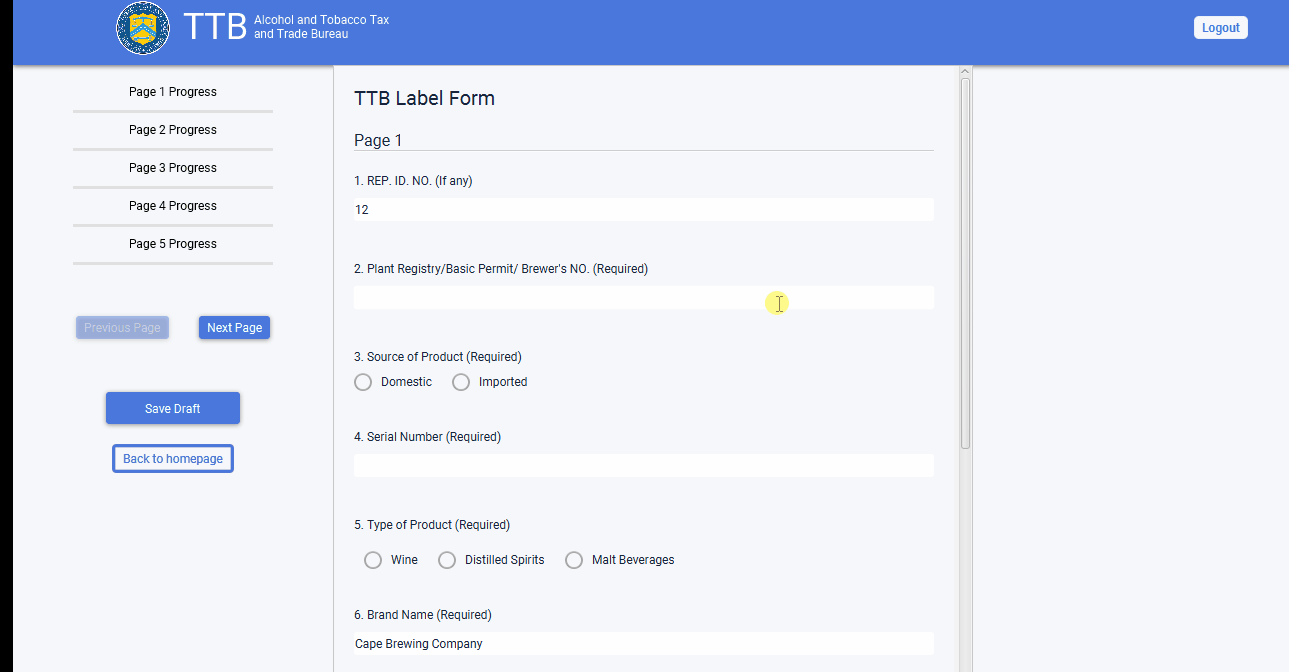 TTB
Alcohol and Tobacco Tax
and Trade Bureau
Logout
Page 1 Progress
Page 2 Progress
Page 3 Progress
Page 4 Progress
Page 5 Progress
Previous Page
Next Page
Save Draft
Back to homepage
TTB Label Form
Page 1
1. REP. ID. NO. (If any)
12
2. Plant Registry/Basic Permit/ Brewer's NO. (Required)
3. Source of Product (Required)
Domestic
Imported
4. Serial Number (Required)
5. Type of Product (Required)
Wine
Distilled Spirits
Malt Beverages
6. Brand Name (Required)
Cape Brewing Company